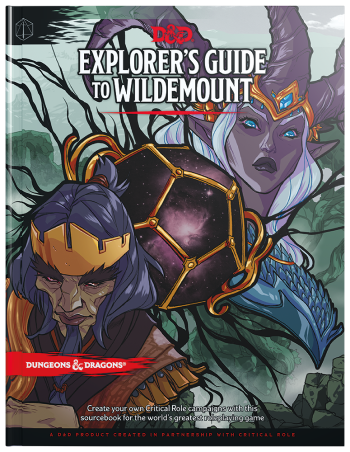 D&D
EXPLORER'S GUIDE
TO WILDEMOUNT
DUNGEONS & DRAGONS®
Create your own Critical Role campaigns with this
sourcebook for the world's greatest roleplaying game
A D&D PRODUCT CREATED IN PARTNERSHIP WITH CRITICAL ROLE